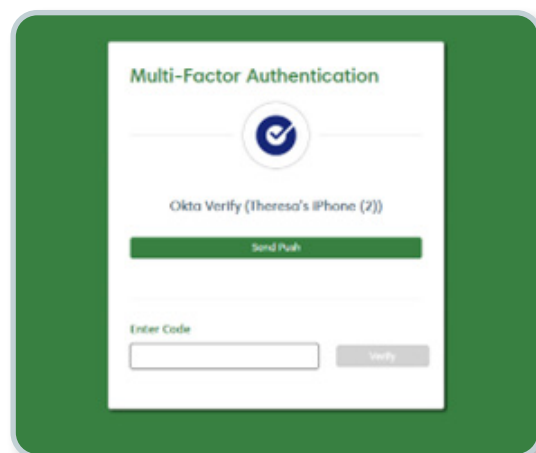 Multi-Factor Authentication
Okta Verify (Theresa's iPhone (2))
Send Push
Enter Code
Verify